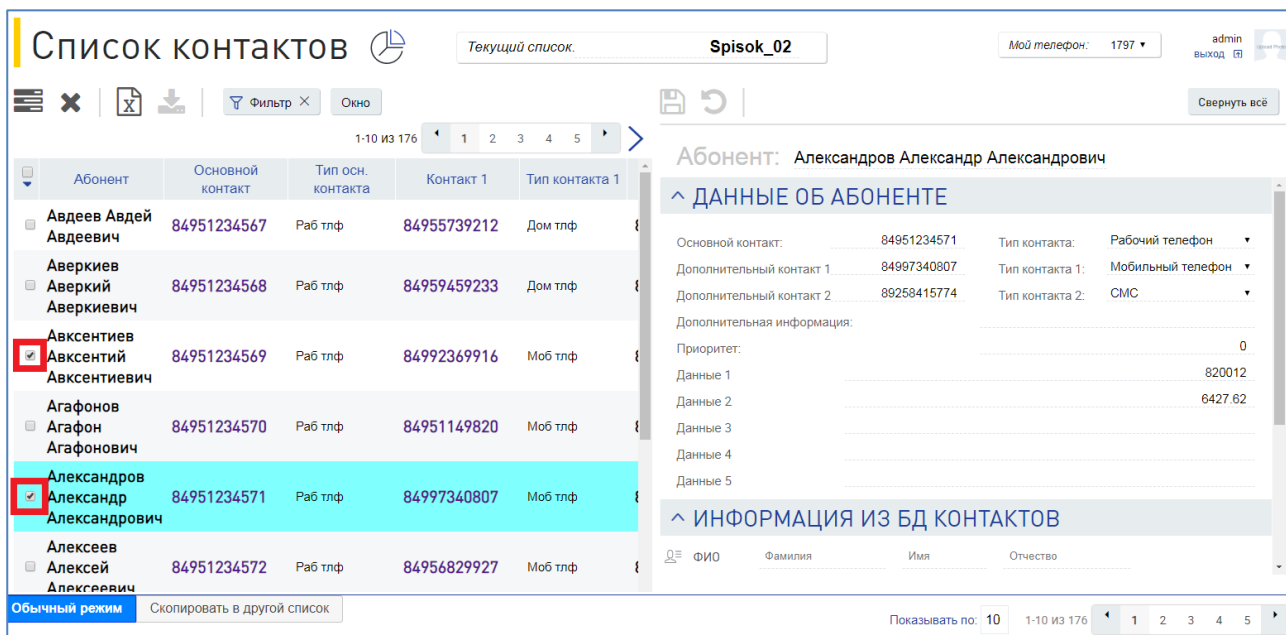 Список контактов
Текущий список. Spisok_02
Мой телефон: 1797
admin
выход
Фильтр × Окно
Свернуть всё
1-10 из 176 1 2 3 4 5
Абонент Основной контакт Тип осн. контакта Контакт 1 Тип контакта 1
Авдеев Авдей
Авдеевич
84951234567 Раб тлф 84955739212 Дом тлф 8
Аверкиев
Аверкий
Аверкиевич
84951234568 Раб тлф 84959459233 Дом тлф 8
Авксентиев
Авксентий
Авксентиевич
84951234569 Раб тлф 84992369916 Моб тлф 8
Агафонов
Агафон
Агафонович
84951234570 Раб тлф 84951149820 Моб тлф 8
Александров
Александр
Александрович
84951234571 Раб тлф 84997340807 Моб тлф 8
Алексеев
Алексей
Алексеевич
84951234572 Раб тлф 84956829927 Моб тлф 8
Абонент: Александров Александр Александрович
ДАННЫЕ ОБ АБОНЕНТЕ
Основной контакт: 84951234571 Тип контакта: Рабочий телефон
Дополнительный контакт 1 84997340807 Тип контакта 1: Мобильный телефон
Дополнительный контакт 2 89258415774 Тип контакта 2: СМС
Дополнительная информация:
Приоритет: 0
Данные 1 820012
Данные 2 6427.62
Данные 3
Данные 4
Данные 5
ИНФОРМАЦИЯ ИЗ БД КОНТАКТОВ
ФИО Фамилия Имя Отчество
Обычный режим Скопировать в другой список
Показывать по: 10 1-10 из 176 1 2 3 4 5